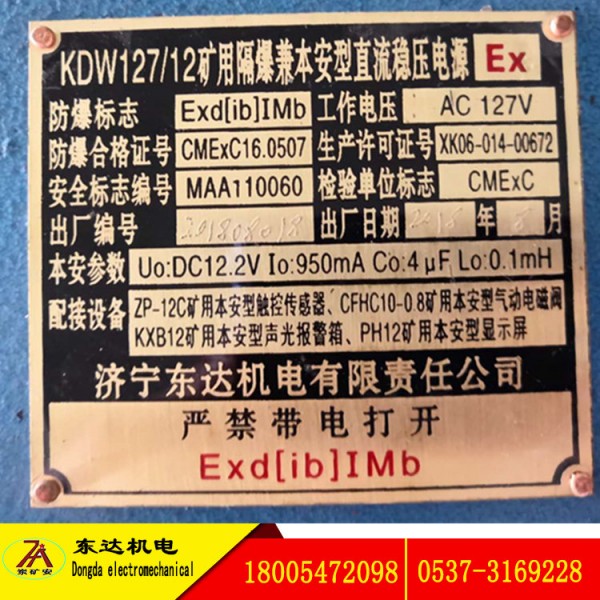 KDW127/12矿用隔爆兼本安型直流稳压电源 Ex
防爆标志 Exd[ib]IMb 工作电压 AC 127V
防爆合格证号 CMExC16.0507 生产许可证号 XK06-014-00672
安全标志编号 MAA110060 检验单位标志 CMExC
出厂编号 201808018 出厂日期 年 8 月
本安参数 Uo:DC12.2V Io:950mA Co:4μF Lo:0.1mH
配接设备 ZP-12C矿用本安型触控传感器、CFHC10-0.8矿用本安型气动电磁阀
KXB12矿用本安型声光报警箱、PH12矿用本安型显示屏
济宁东达机电有限责任公司
严禁带电打开
Exd[ib]IMb
东达机电
Dongda electromechanical
东矿安
18005472098 0537-3169228